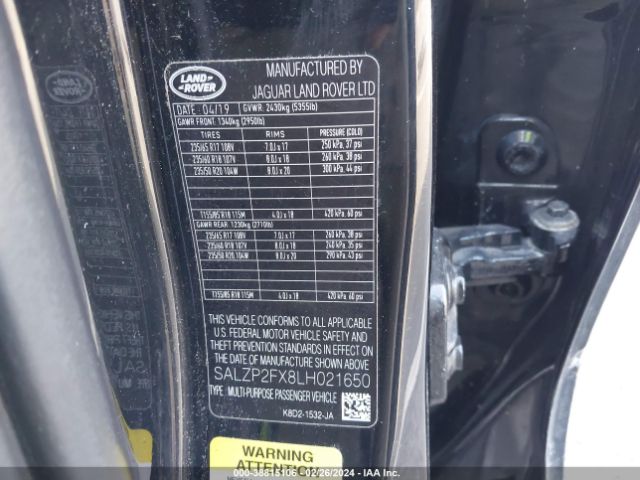 LAND-
ROVER
MANUFACTURED BY
JAGUAR LAND ROVER LTD
DATE 04/19 GVWR: 2430kg (5355lb)
GAWR FRONT: 1340kg (2950lb)
TIRES RIMS PRESSURE (COLD)
235/65 R17 108V 7.0J x 17 250 kPa, 37 psi
235/60 R18 107V 8.0J x 18 260 kPa, 38 psi
235/50 R20 104W 8.0J x 20 300 kPa, 44 psi
T155/85 R18 115M 4.0J x 18 420 kPa, 60 psi
GAWR REAR: 1230kg (2710lb)
235/65 R17 108V 7.0J x 17 260 kPa, 38 psi
235/60 R18 107V 8.0J x 18 240 kPa, 35 psi
235/50 R20 104W 8.0J x 20 290 kPa, 43 psi
T155/85 R18 115M 4.0J x 18 420 kPa, 60 psi
THIS VEHICLE CONFORMS TO ALL APPLICABLE
U.S. FEDERAL MOTOR VEHICLE SAFETY AND
THEFT PREVENTION STANDARDS IN EFFECT
ON THE DATE OF MANUFACTURE SHOWN ABOVE
SALZP2FX8LH021650
TYPE: MULTI-PURPOSE PASSENGER VEHICLE
K8D2-1532-JA
WARNING
ATTENTION
000-38815106 - 02/26/2024 - IAA Inc.